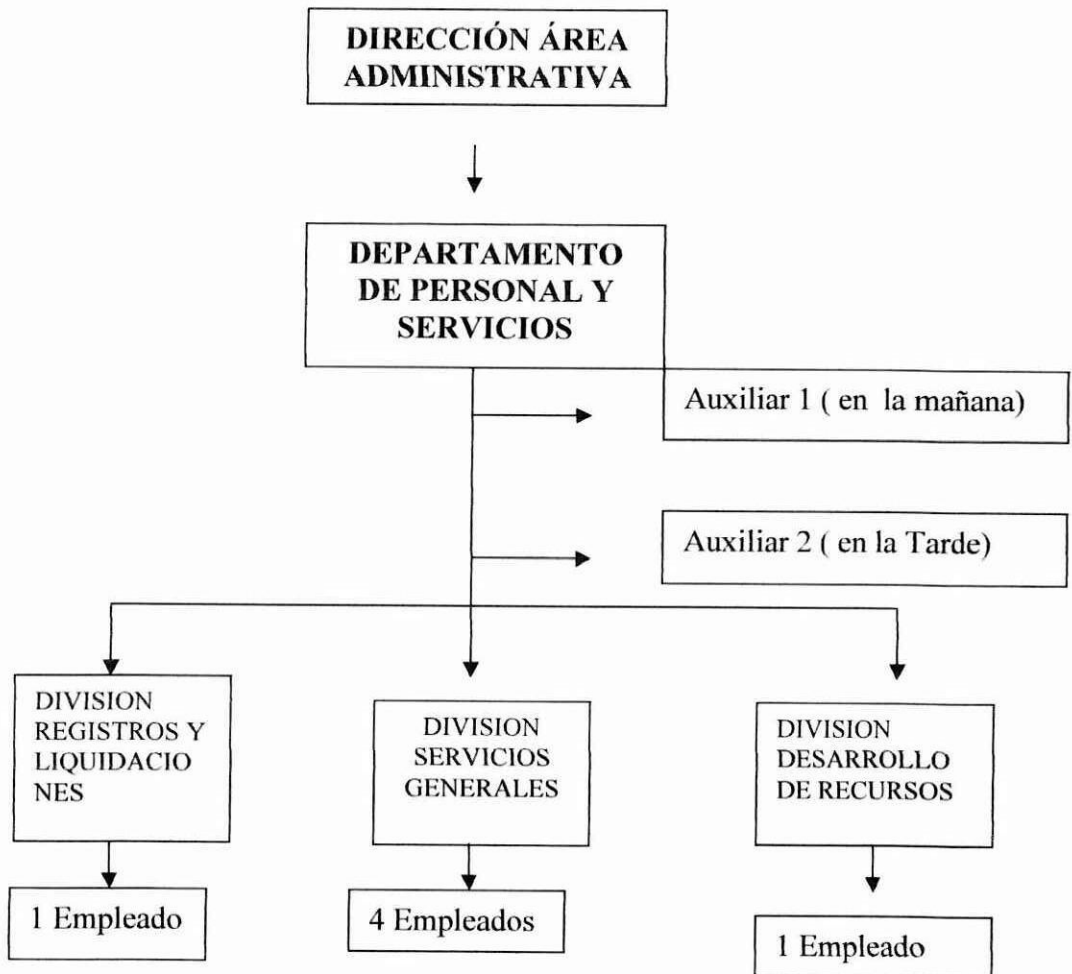 DIRECCIÓN ÁREA
ADMINISTRATIVA
DEPARTAMENTO
DE PERSONAL Y
SERVICIOS
Auxiliar 1 ( en la mañana)
Auxiliar 2 ( en la Tarde)
DIVISION
REGISTROS Y
LIQUIDACIO
NES
DIVISION
SERVICIOS
GENERALES
DIVISION
DESARROLLO
DE RECURSOS
1 Empleado
4 Empleados
1 Empleado